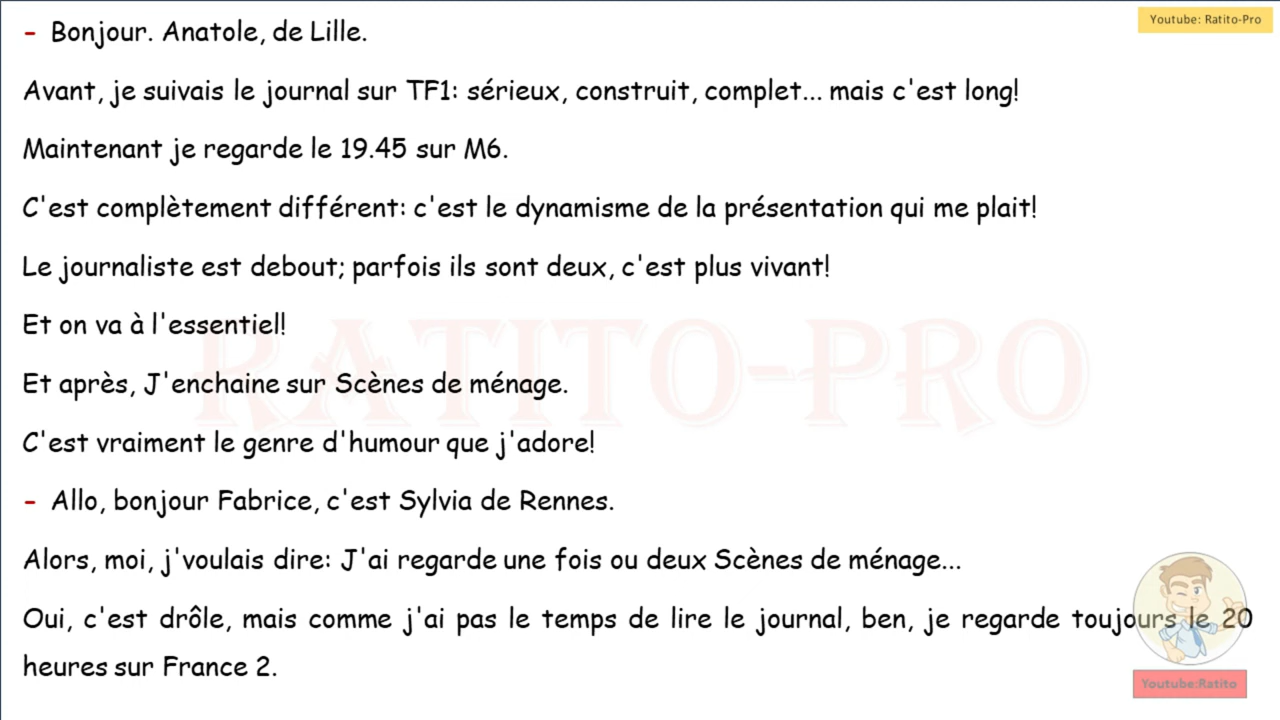 - Bonjour. Anatole, de Lille.
Youtube: Ratito-Pro
Avant, je suivais le journal sur TF1: sérieux, construit, complet... mais c'est long!
Maintenant je regarde le 19.45 sur M6.
C'est complètement différent: c'est le dynamisme de la présentation qui me plait!
Le journaliste est debout; parfois ils sont deux, c'est plus vivant!
Et on va à l'essentiel!
RATITO-PRO
Et après, J'enchaine sur Scènes de ménage.
C'est vraiment le genre d'humour que j'adore!
- Allo, bonjour Fabrice, c'est Sylvia de Rennes.
Alors, moi, j'voulais dire: J'ai regarde une fois ou deux Scènes de ménage...
Oui, c'est drôle, mais comme j'ai pas le temps de lire le journal, ben, je regarde toujours le 20
heures sur France 2.
Youtube:Ratito